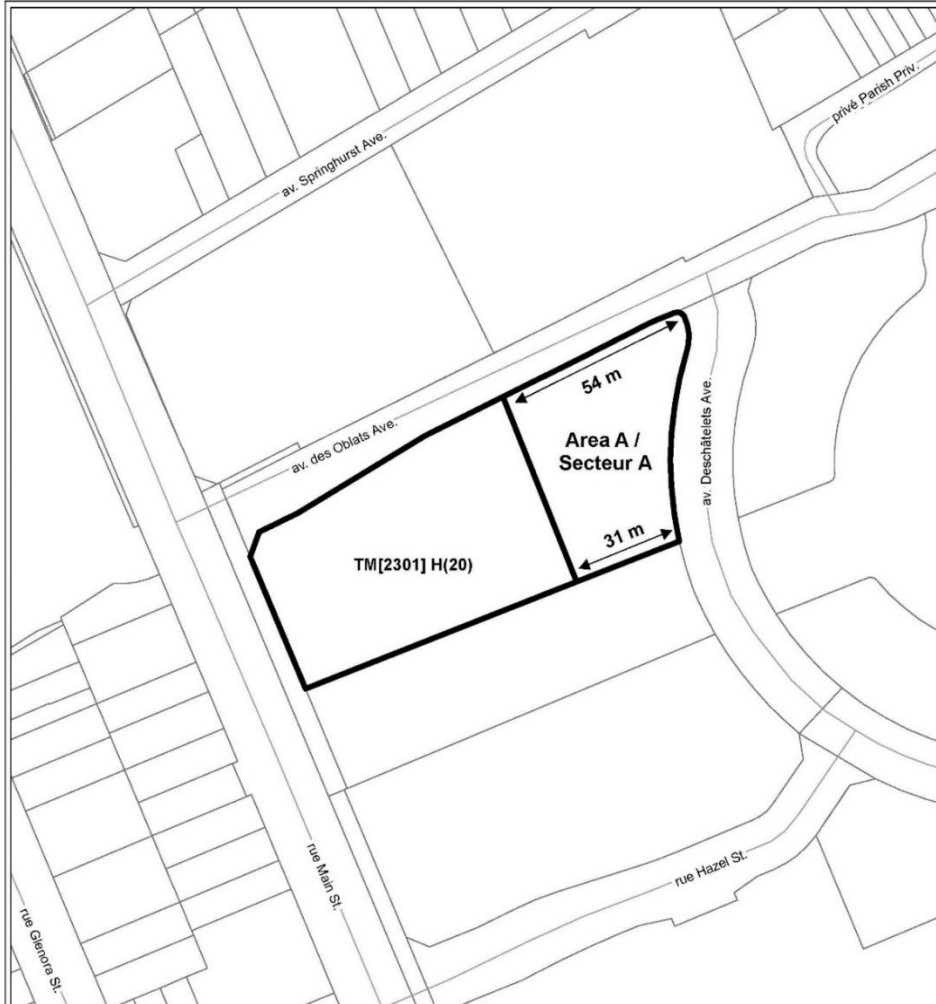 privé Parish Priv.
av. Springhurst Ave.
54 m
av. des Oblats Ave.
Area A /
Secteur A
av. Deschâtelets Ave.
31 m
TM[2301] H(20)
rue Main St.
rue Hazel St.
rue Glenora St.